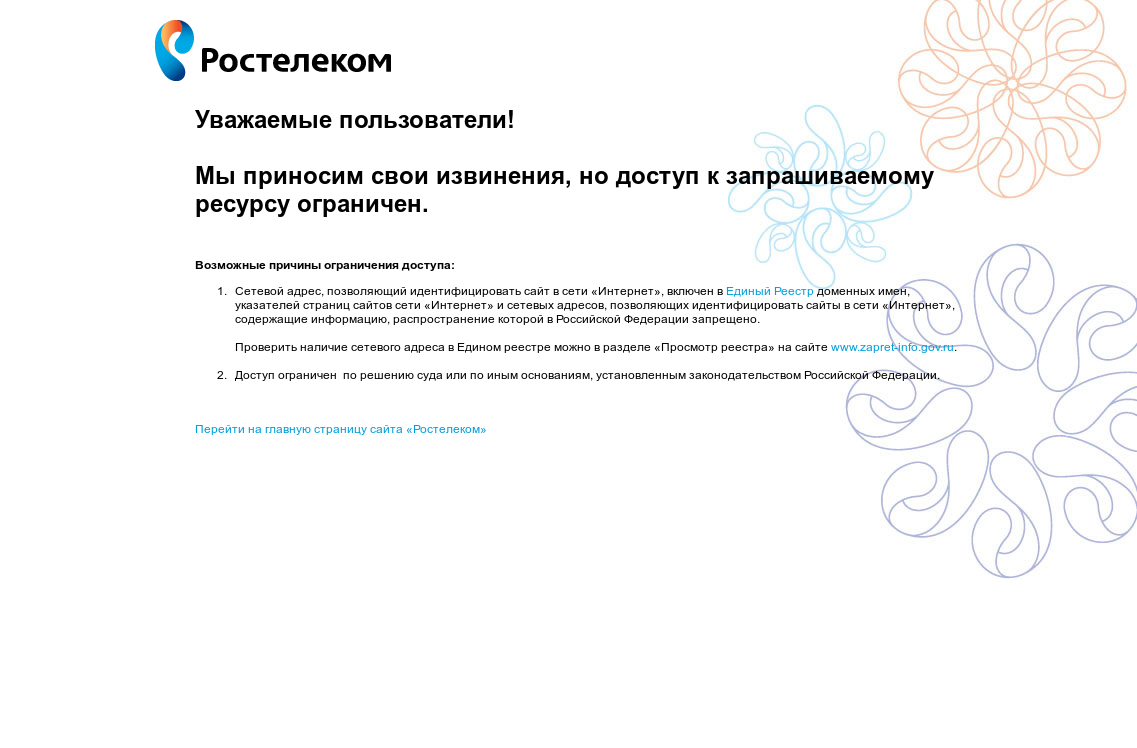 Ростелеком
Уважаемые пользователи!
Мы приносим свои извинения, но доступ к запрашиваемому
ресурсу ограничен.
Возможные причины ограничения доступа:
1. Сетевой адрес, позволяющий идентифицировать сайт в сети «Интернет», включен в Единый Реестр доменных имен,
указателей страниц сайтов сети «Интернет» и сетевых адресов, позволяющих идентифицировать сайты в сети «Интернет»,
содержащие информацию, распространение которой в Российской Федерации запрещено.
Проверить наличие сетевого адреса в Едином реестре можно в разделе «Просмотр реестра» на сайте www.zapret-info.gov.ru.
2. Доступ ограничен  по решению суда или по иным основаниям, установленным законодательством Российской Федерации.
Перейти на главную страницу сайта «Ростелеком»